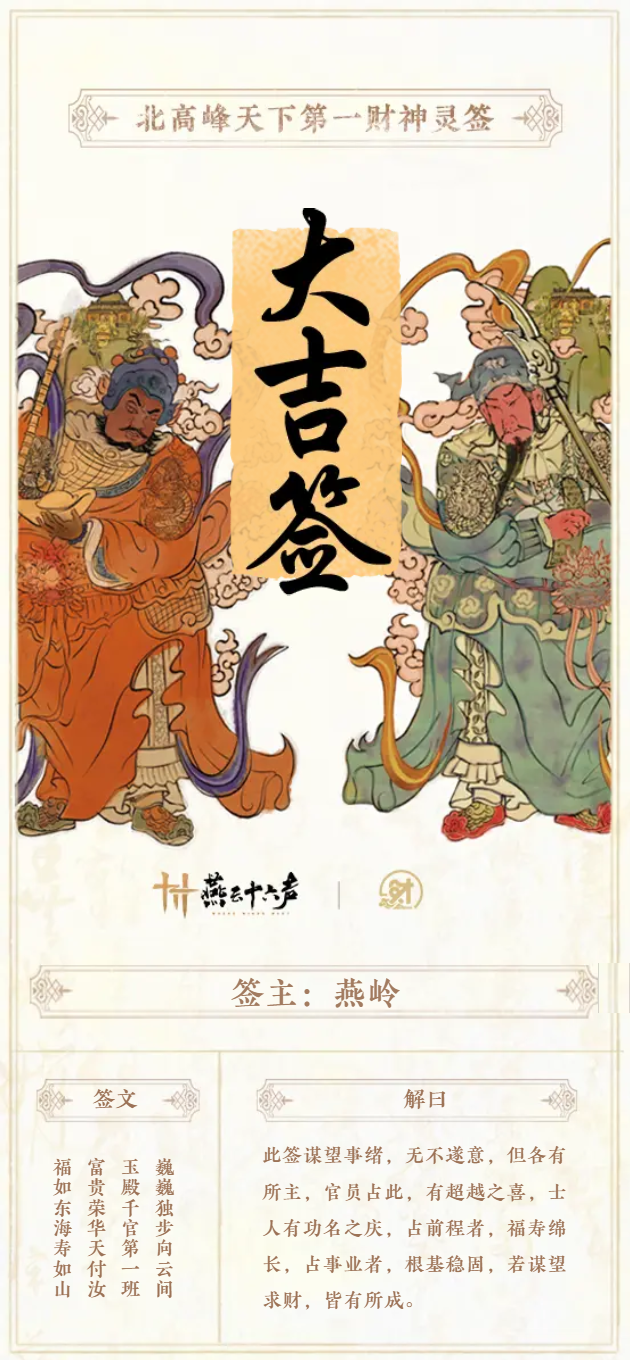 北高峰天下第一财神灵签
大吉签
燕云十六声
财
签主：燕岭
签文
巍巍独步向云间
玉殿千官第一班
富贵荣华天付汝
福如东海寿如山
解曰
此签谋望事绪，无不遂意，但各有
所主，官员占此，有超越之喜，士
人有功名之庆，占前程者，福寿绵
长，占事业者，根基稳固，若谋望
求财，皆有所成。